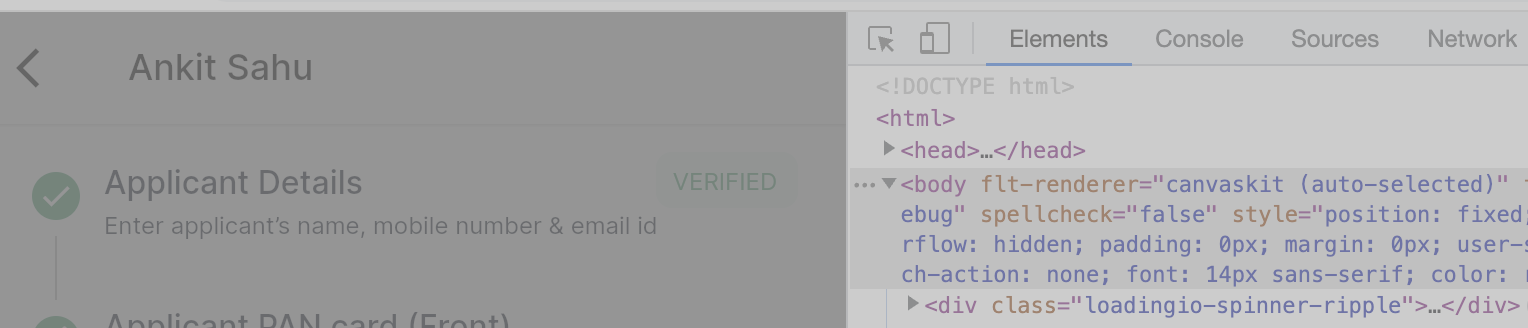 Ankit Sahu
Applicant Details
VERIFIED
Enter applicant’s name, mobile number & email id
Applicant PAN card (Front)
Elements Console Sources Network
<!DOCTYPE html>
<html>
<head>…</head>
<body flt-renderer="canvaskit (auto-selected)"
ebug" spellcheck="false" style="position: fixed;
rflow: hidden; padding: 0px; margin: 0px; user-s
ch-action: none; font: 14px sans-serif; color:
<div class="loadingio-spinner-ripple">…</div>